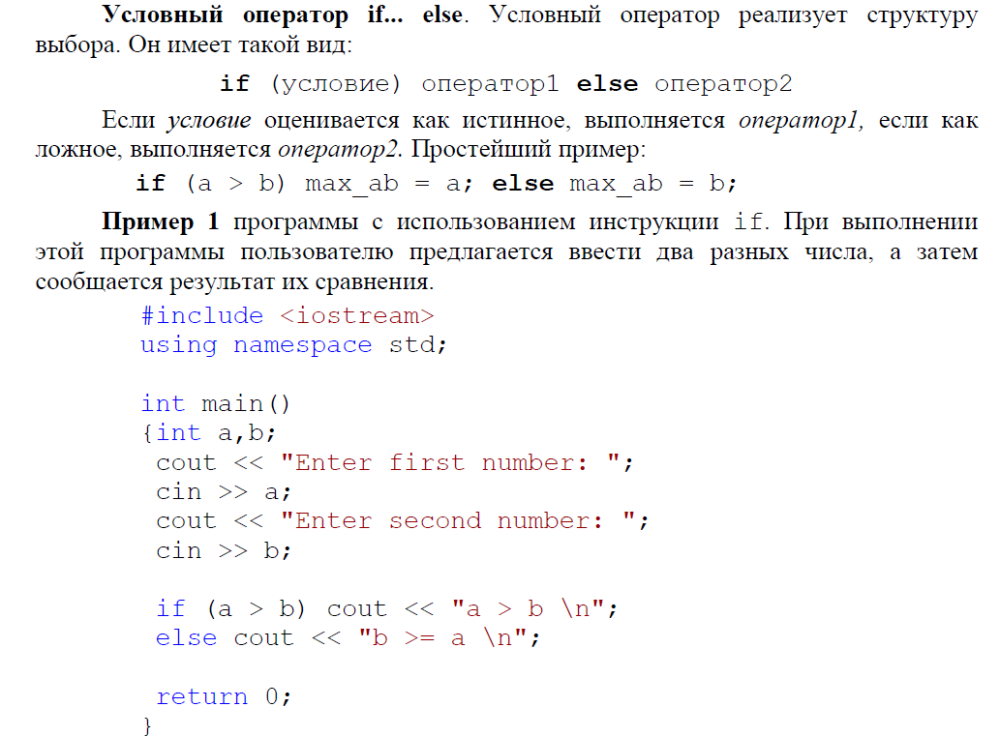 Условный оператор if... else. Условный оператор реализует структуру
выбора. Он имеет такой вид:
if (условие) оператор1 else оператор2
Если условие оценивается как истинное, выполняется оператор1, если как
ложное, выполняется оператор2. Простейший пример:
if (a > b) max_ab = a; else max_ab = b;
Пример 1 программы с использованием инструкции if. При выполнении
этой программы пользователю предлагается ввести два разных числа, а затем
сообщается результат их сравнения.
#include <iostream>
using namespace std;
int main()
{int a,b;
cout << "Enter first number: ";
cin >> a;
cout << "Enter second number: ";
cin >> b;
if (a > b) cout << "a > b \n";
else cout << "b >= a \n";
return 0;
}